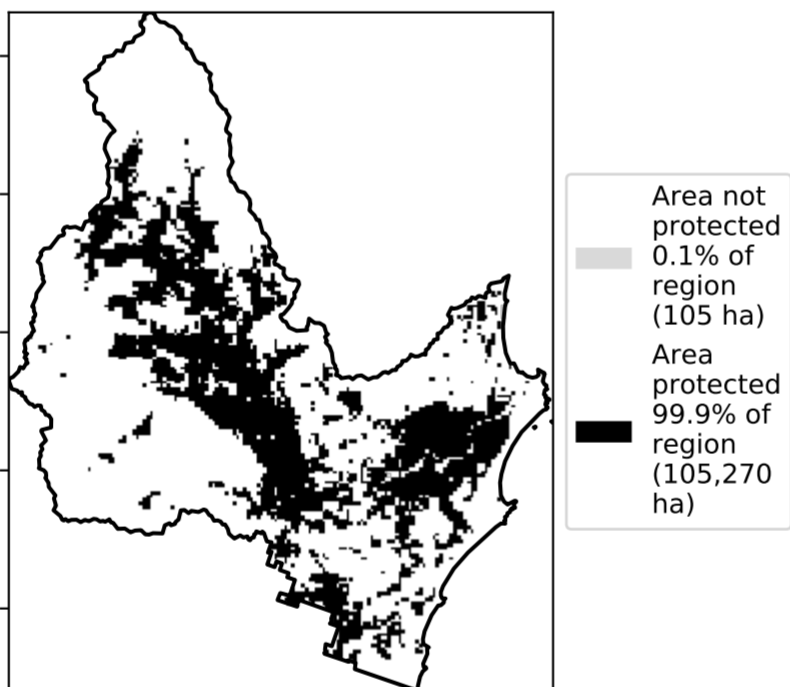 Area not
protected
0.1% of
region
(105 ha)
Area
protected
99.9% of
region
(105,270
ha)